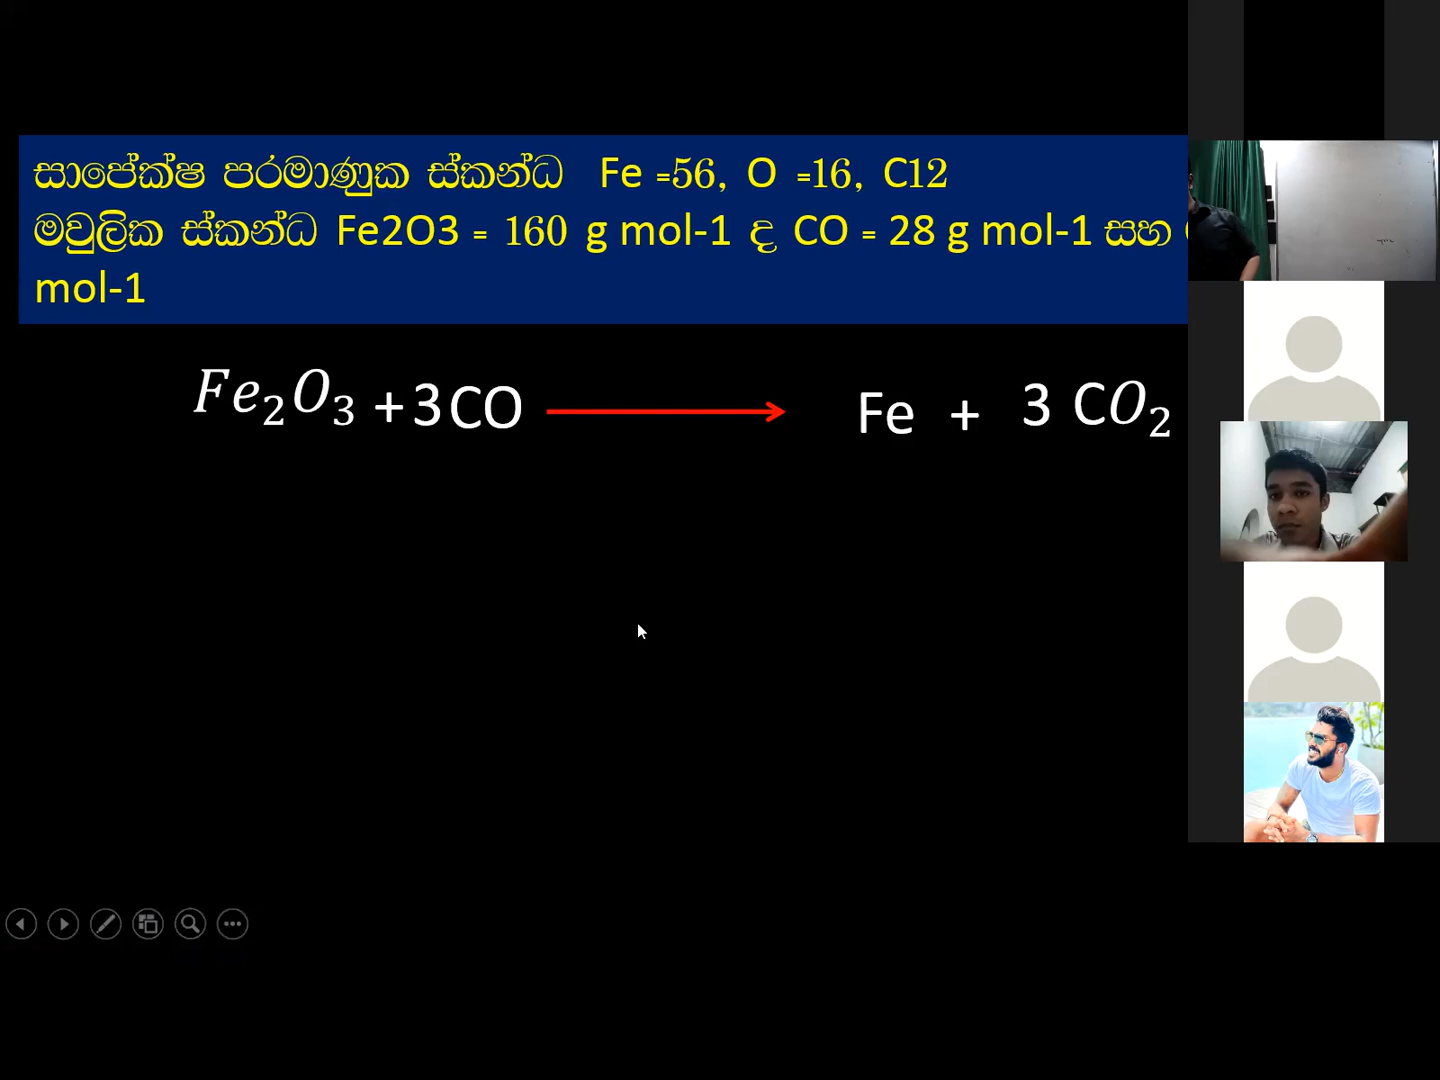 සාපේක්ෂ පරමාණුක ස්කන්ධ Fe =56, O =16, C12
මවුලික ස්කන්ධ Fe2O3 = 160 g mol-1 ද CO = 28 g mol-1 සහ
mol-1
Fe₂O₃ +3CO → Fe + 3 CO₂